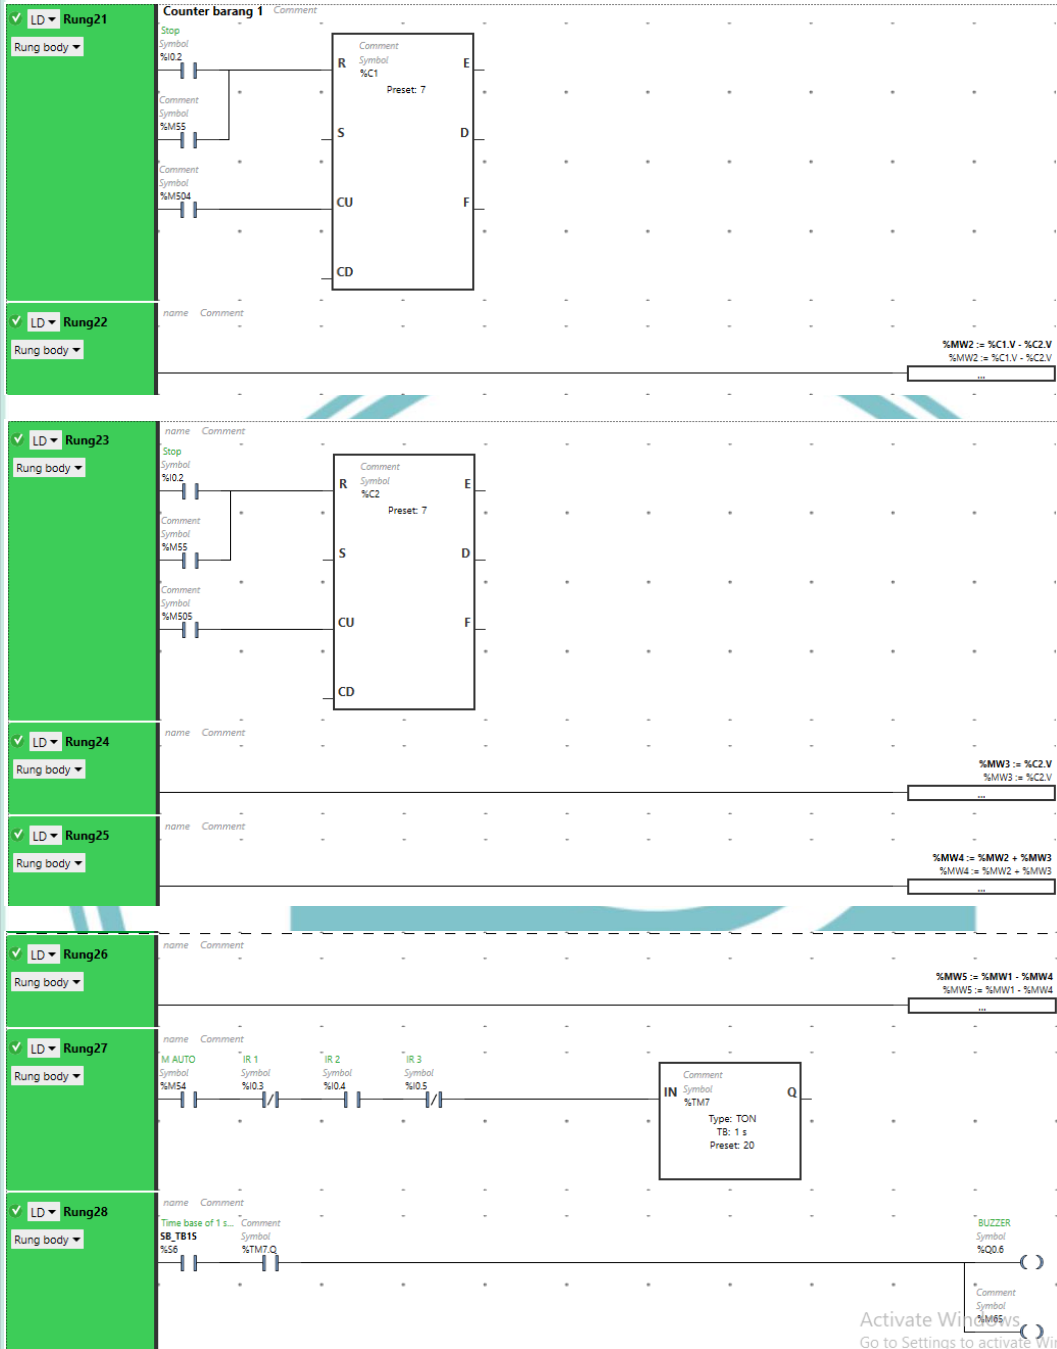 LD Rung21
Rung body
Counter barang 1 Comment
Stop
Symbol
%I0.2
Comment
Symbol
%M55
Comment
Symbol
%M504
Comment
Symbol
%C1
Preset: 7
R
E
S
D
CU
F
CD
LD Rung22
Rung body
name Comment
%MW2 := %C1.V - %C2.V
%MW2 := %C1.V - %C2.V
...
LD Rung23
Rung body
name Comment
Stop
Symbol
%I0.2
Comment
Symbol
%M55
Comment
Symbol
%M505
Comment
Symbol
%C2
Preset: 7
R
E
S
D
CU
F
CD
LD Rung24
Rung body
name Comment
%MW3 := %C2.V
%MW3 := %C2.V
...
LD Rung25
Rung body
name Comment
%MW4 := %MW2 + %MW3
%MW4 := %MW2 + %MW3
...
LD Rung26
Rung body
name Comment
%MW5 := %MW1 - %MW4
%MW5 := %MW1 - %MW4
...
LD Rung27
Rung body
name Comment
M AUTO IR 1 IR 2 IR 3
Symbol Symbol Symbol Symbol
%M54 %I0.3 %I0.4 %I0.5
Comment
IN Symbol Q
%TM7
Type: TON
TB: 1 s
Preset: 20
LD Rung28
Rung body
name Comment
Time base of 1 s... Comment
SB_TB1S Symbol
%S6 %TM7.Q
BUZZER
Symbol
%Q0.6
Comment
Symbol
%M65
Activate Windows
Go to Settings to activate Win